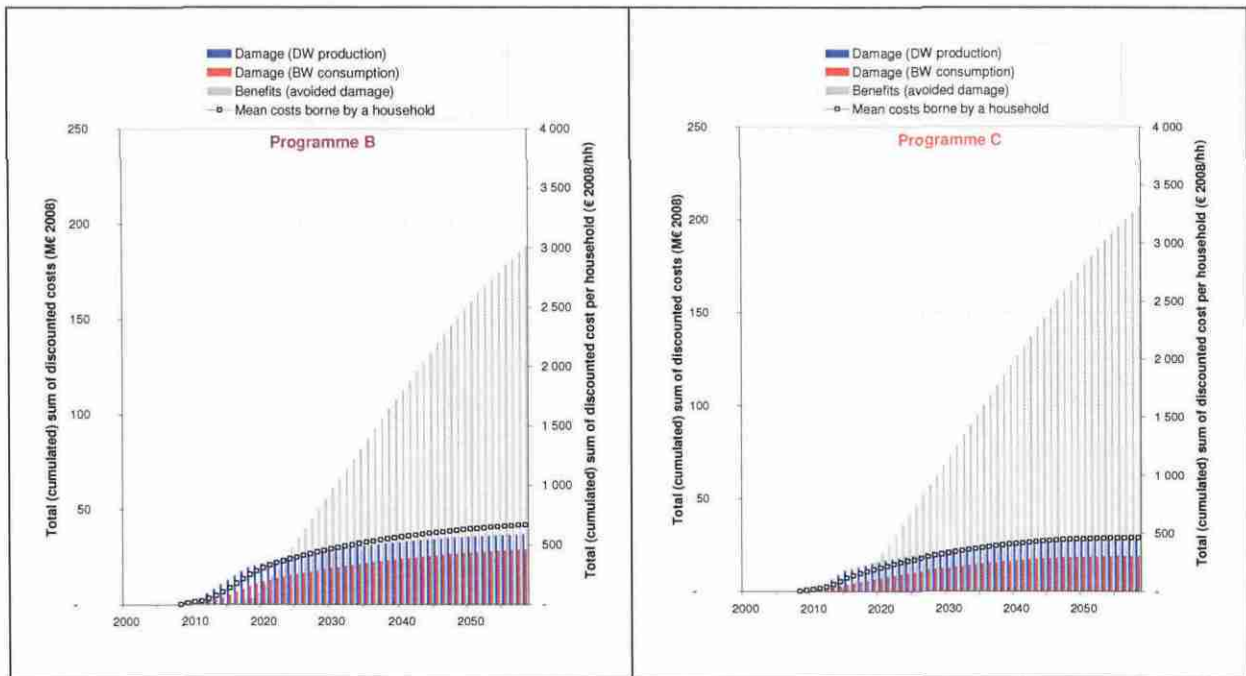 Damage (DW production)
Damage (BW consumption)
Benefits (avoided damage)
Mean costs borne by a household
250
200
150
100
50
-
4 000
3 500
3 000
2 500
2 000
1 500
1 000
500
-
Programme B
Total (cumulated) sum of discounted costs (M€ 2008)
Total (cumulated) sum of discounted cost per household (€ 2008/hh)
2000 2010 2020 2030 2040 2050
Damage (DW production)
Damage (BW consumption)
Benefits (avoided damage)
Mean costs borne by a household
250
200
150
100
50
-
4 000
3 500
3 000
2 500
2 000
1 500
1 000
500
-
Programme C
Total (cumulated) sum of discounted costs (M€ 2008)
Total (cumulated) sum of discounted cost per household (€ 2008/hh)
2000 2010 2020 2030 2040 2050